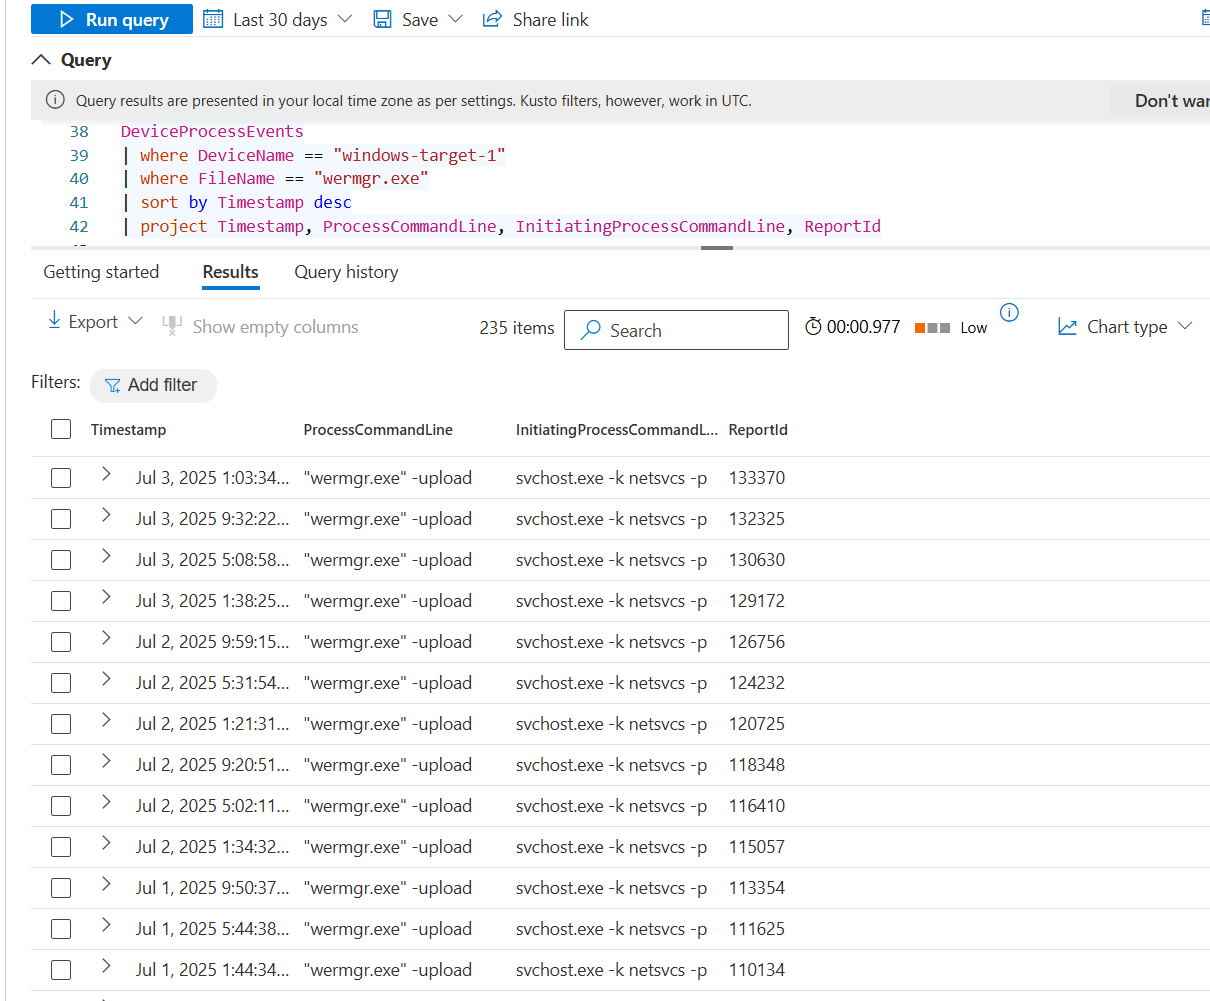 Run query Last 30 days Save Share link
Query
Query results are presented in your local time zone as per settings. Kusto filters, however, work in UTC. Don't
38 DeviceProcessEvents
39 | where DeviceName == "windows-target-1"
40 | where FileName == "wermgr.exe"
41 | sort by Timestamp desc
42 | project Timestamp, ProcessCommandLine, InitiatingProcessCommandLine, ReportId
Getting started Results Query history
Export Show empty columns 235 items Search 00:00.977 Low Chart type
Filters: Add filter
Timestamp ProcessCommandLine InitiatingProcessCommandL... ReportId
Jul 3, 2025 1:03:34... "wermgr.exe" -upload svchost.exe -k netsvcs -p 133370
Jul 3, 2025 9:32:22... "wermgr.exe" -upload svchost.exe -k netsvcs -p 132325
Jul 3, 2025 5:08:58... "wermgr.exe" -upload svchost.exe -k netsvcs -p 130630
Jul 3, 2025 1:38:25... "wermgr.exe" -upload svchost.exe -k netsvcs -p 129172
Jul 2, 2025 9:59:15... "wermgr.exe" -upload svchost.exe -k netsvcs -p 126756
Jul 2, 2025 5:31:54... "wermgr.exe" -upload svchost.exe -k netsvcs -p 124232
Jul 2, 2025 1:21:31... "wermgr.exe" -upload svchost.exe -k netsvcs -p 120725
Jul 2, 2025 9:20:51... "wermgr.exe" -upload svchost.exe -k netsvcs -p 118348
Jul 2, 2025 5:02:11... "wermgr.exe" -upload svchost.exe -k netsvcs -p 116410
Jul 2, 2025 1:34:32... "wermgr.exe" -upload svchost.exe -k netsvcs -p 115057
Jul 1, 2025 9:50:37... "wermgr.exe" -upload svchost.exe -k netsvcs -p 113354
Jul 1, 2025 5:44:38... "wermgr.exe" -upload svchost.exe -k netsvcs -p 111625
Jul 1, 2025 1:44:34... "wermgr.exe" -upload svchost.exe -k netsvcs -p 110134